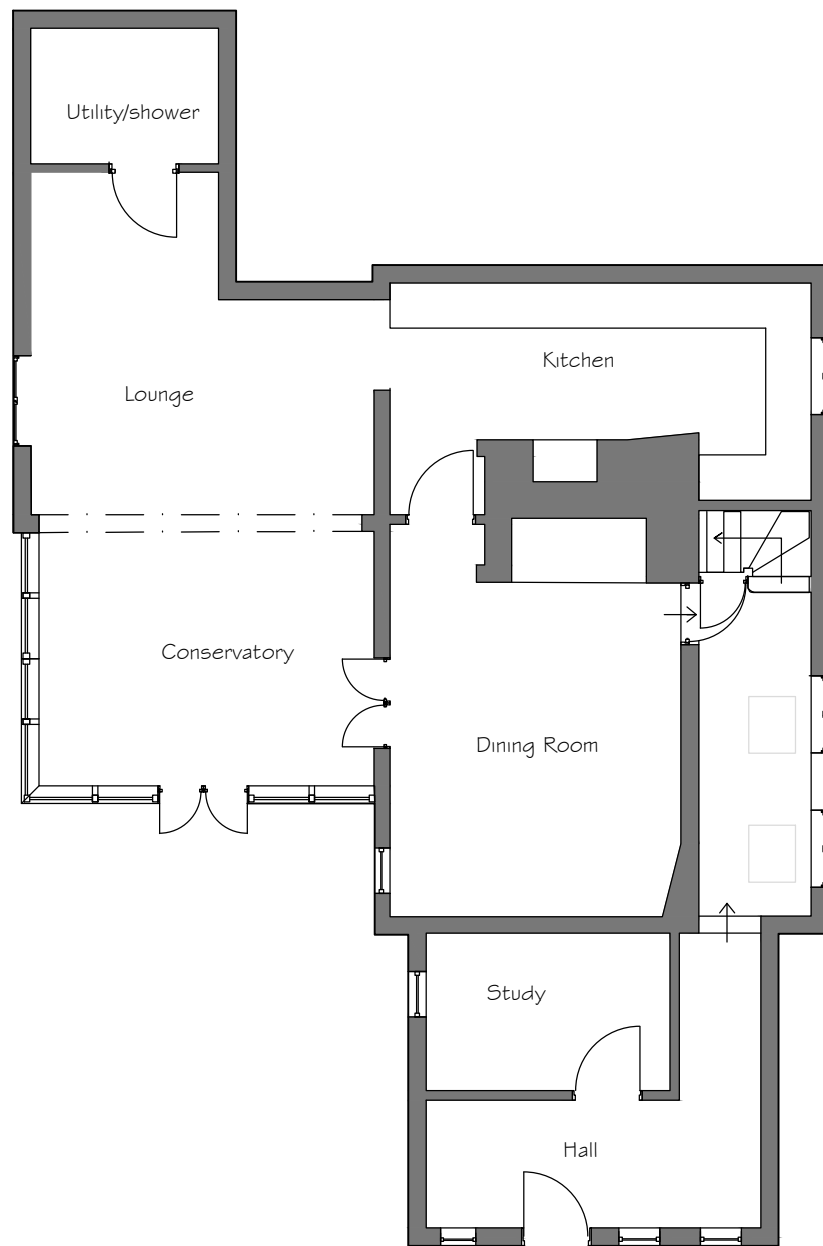 Utility/shower
Kitchen
Lounge
Conservatory
Dining Room
Study
Hall